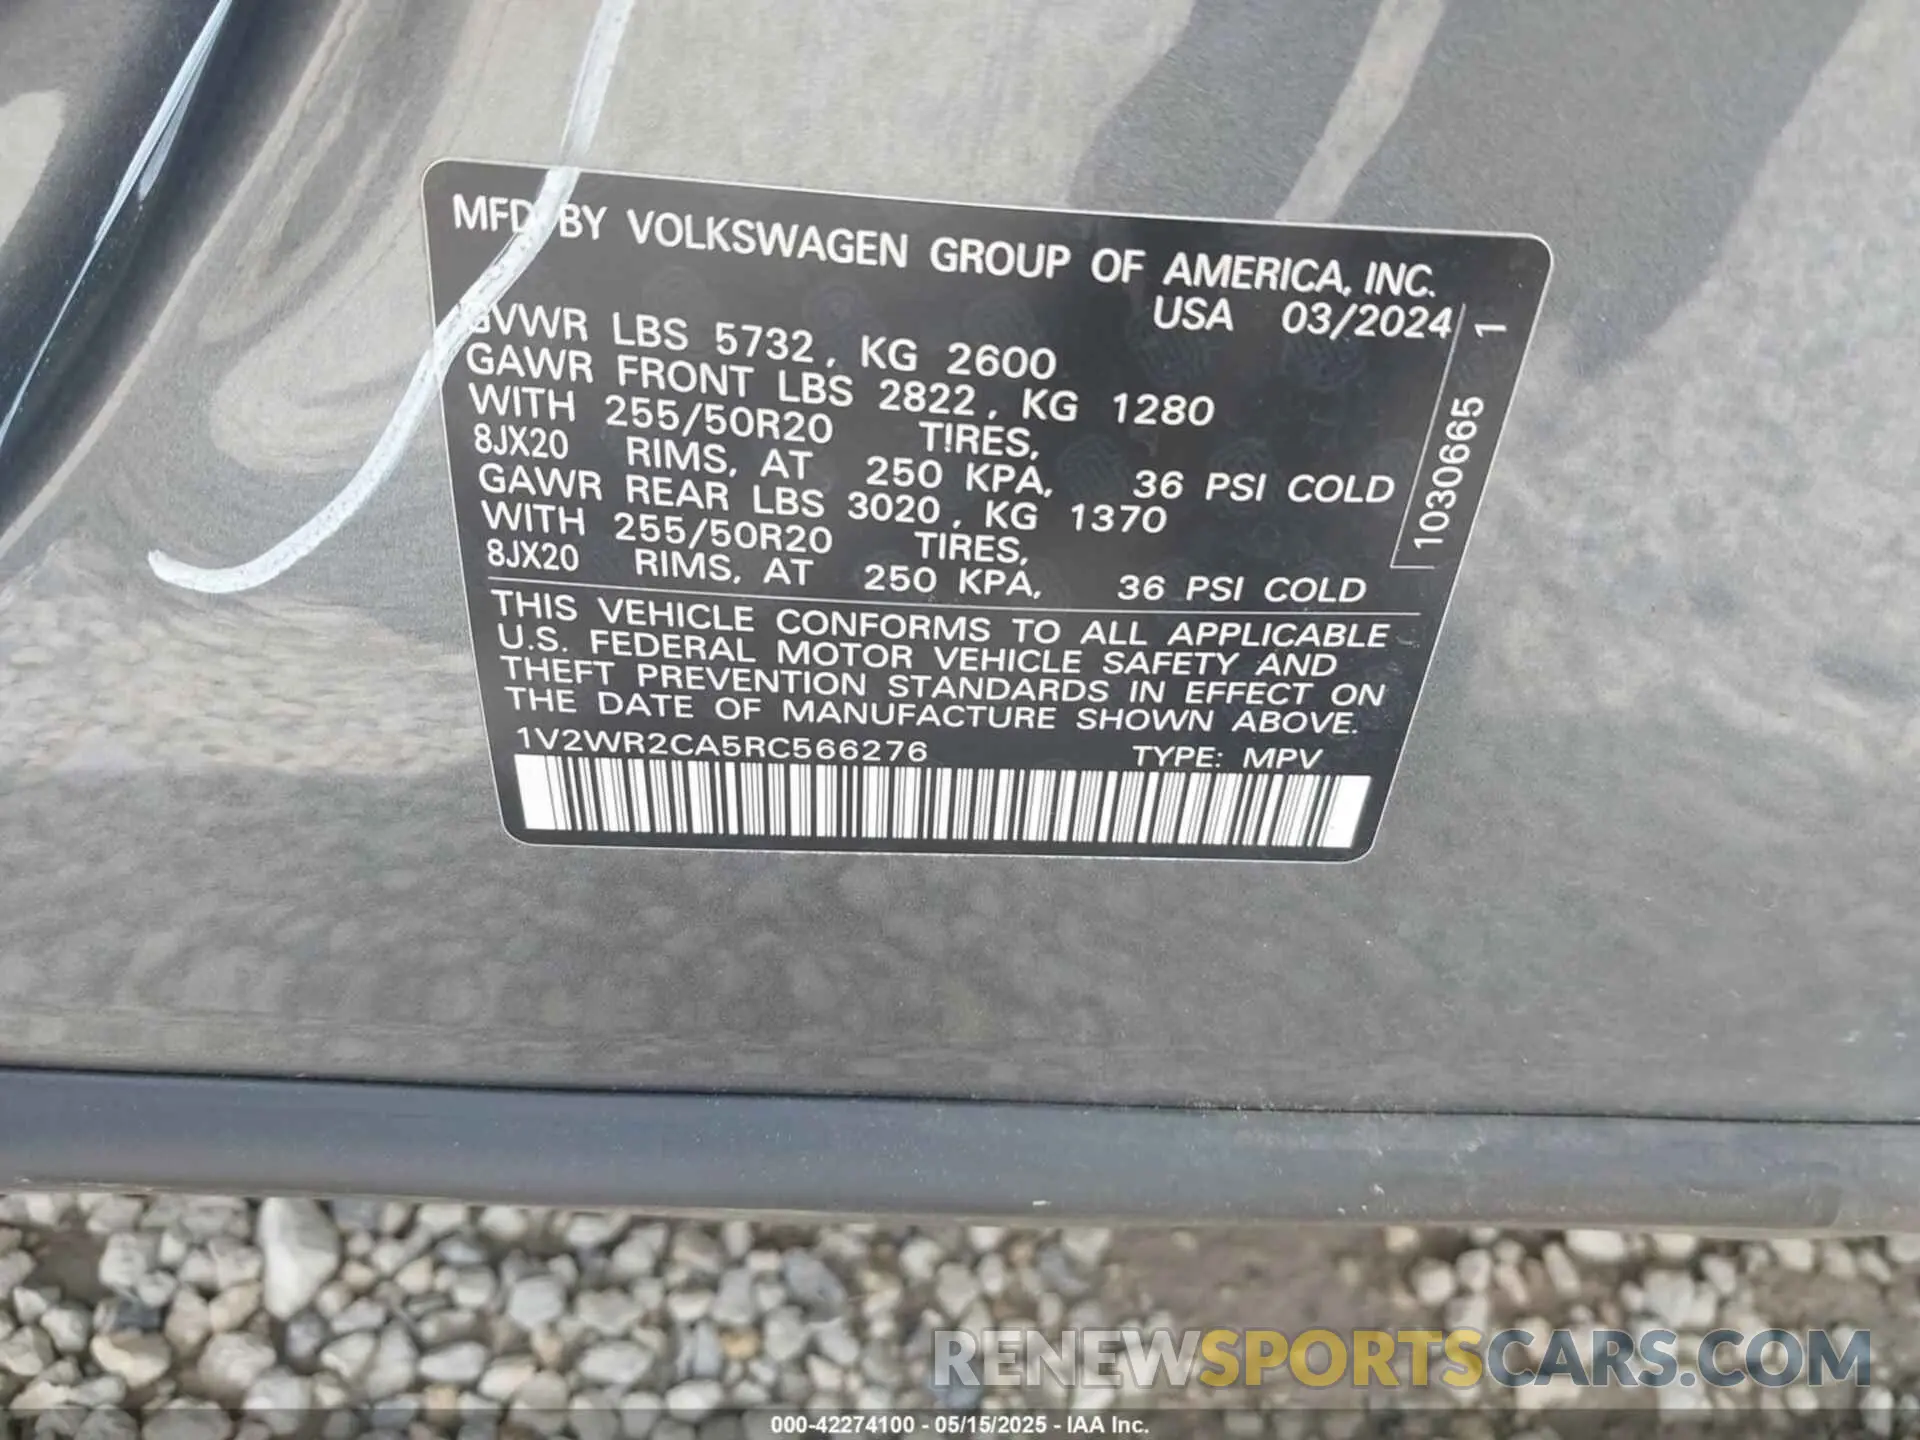 MFD BY VOLKSWAGEN GROUP OF AMERICA, INC.
USA 03/2024
GVWR LBS 5732, KG 2600
GAWR FRONT LBS 2822, KG 1280
WITH 255/50R20 TIRES,
8JX20 RIMS, AT 250 KPA, 36 PSI COLD
GAWR REAR LBS 3020, KG 1370
WITH 255/50R20 TIRES,
8JX20 RIMS, AT 250 KPA, 36 PSI COLD
1030665 1
THIS VEHICLE CONFORMS TO ALL APPLICABLE
U.S. FEDERAL MOTOR VEHICLE SAFETY AND
THEFT PREVENTION STANDARDS IN EFFECT ON
THE DATE OF MANUFACTURE SHOWN ABOVE.
1V2WR2CA5RC566276 TYPE: MPV
RENEWSPORTSCARS.COM
000-42274100 - 05/15/2025 - IAA Inc.